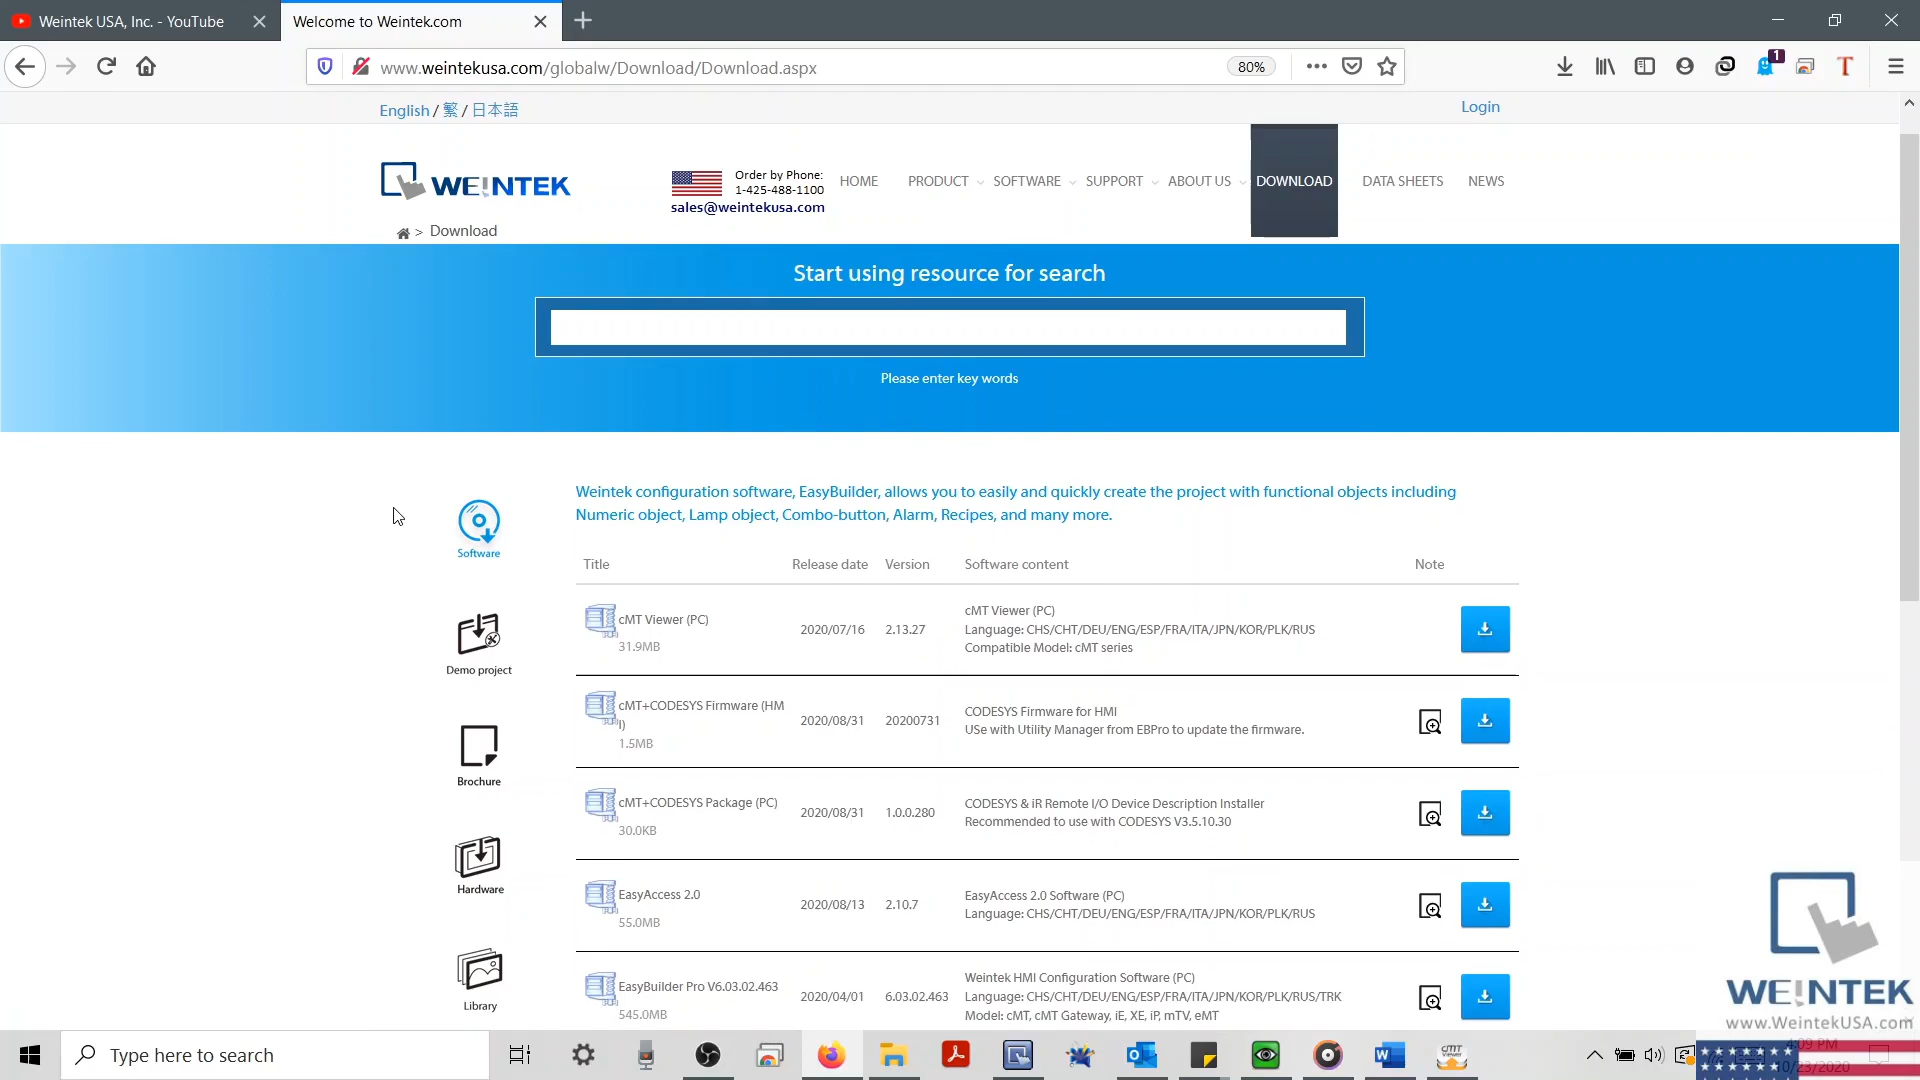 Weintek USA, Inc. - YouTube
Welcome to Weintek.com
www.weintekusa.com/globalw/Download/Download.aspx
80%
1
English / 繁 / 日本語
Login
WE!NTEK
Order by Phone:
1-425-488-1100
sales@weintekusa.com
HOME
PRODUCT
SOFTWARE
SUPPORT
ABOUT US
DOWNLOAD
DATA SHEETS
NEWS
> Download
Start using resource for search
Please enter key words
Software
Demo project
Brochure
Hardware
Library
Weintek configuration software, EasyBuilder, allows you to easily and quickly create the project with functional objects including
Numeric object, Lamp object, Combo-button, Alarm, Recipes, and many more.
Title Release date Version Software content Note
cMT Viewer (PC)
31.9MB
2020/07/16
2.13.27
cMT Viewer (PC)
Language: CHS/CHT/DEU/ENG/ESP/FRA/ITA/JPN/KOR/PLK/RUS
Compatible Model: cMT series
cMT+CODESYS Firmware (HM
I)
1.5MB
2020/08/31
20200731
CODESYS Firmware for HMI
USe with Utility Manager from EBPro to update the firmware.
cMT+CODESYS Package (PC)
30.0KB
2020/08/31
1.0.0.280
CODESYS & iR Remote I/O Device Description Installer
Recommended to use with CODESYS V3.5.10.30
EasyAccess 2.0
55.0MB
2020/08/13
2.10.7
EasyAccess 2.0 Software (PC)
Language: CHS/CHT/DEU/ENG/ESP/FRA/ITA/JPN/KOR/PLK/RUS
EasyBuilder Pro V6.03.02.463
545.0MB
2020/04/01
6.03.02.463
Weintek HMI Configuration Software (PC)
Language: CHS/CHT/DEU/ENG/ESP/FRA/ITA/JPN/KOR/PLK/RUS/TRK
Model: cMT, cMT Gateway, iE, XE, iP, mTV, eMT
WE!NTEK
www.WeintekUSA.com
Type here to search
4:09 PM
10/23/2020